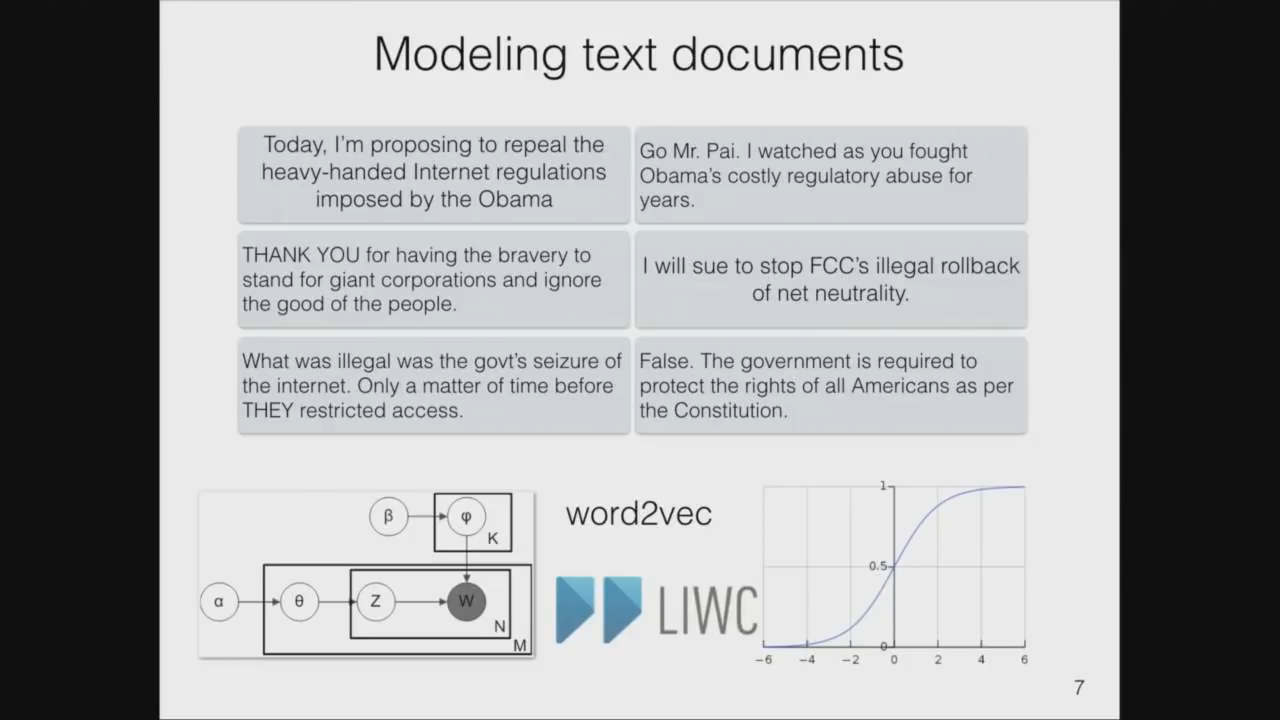 Modeling text documents
Today, I'm proposing to repeal the
heavy-handed Internet regulations
imposed by the Obama
Go Mr. Pai. I watched as you fought
Obama's costly regulatory abuse for
years.
THANK YOU for having the bravery to
stand for giant corporations and ignore
the good of the people.
I will sue to stop FCC's illegal rollback
of net neutrality.
What was illegal was the govt's seizure of
the internet. Only a matter of time before
THEY restricted access.
False. The government is required to
protect the rights of all Americans as per
the Constitution.
β φ
K
α θ Z W
N
M
word2vec
LIWC
1
0.5
0
−6 −4 −2 0 2 4 6
7